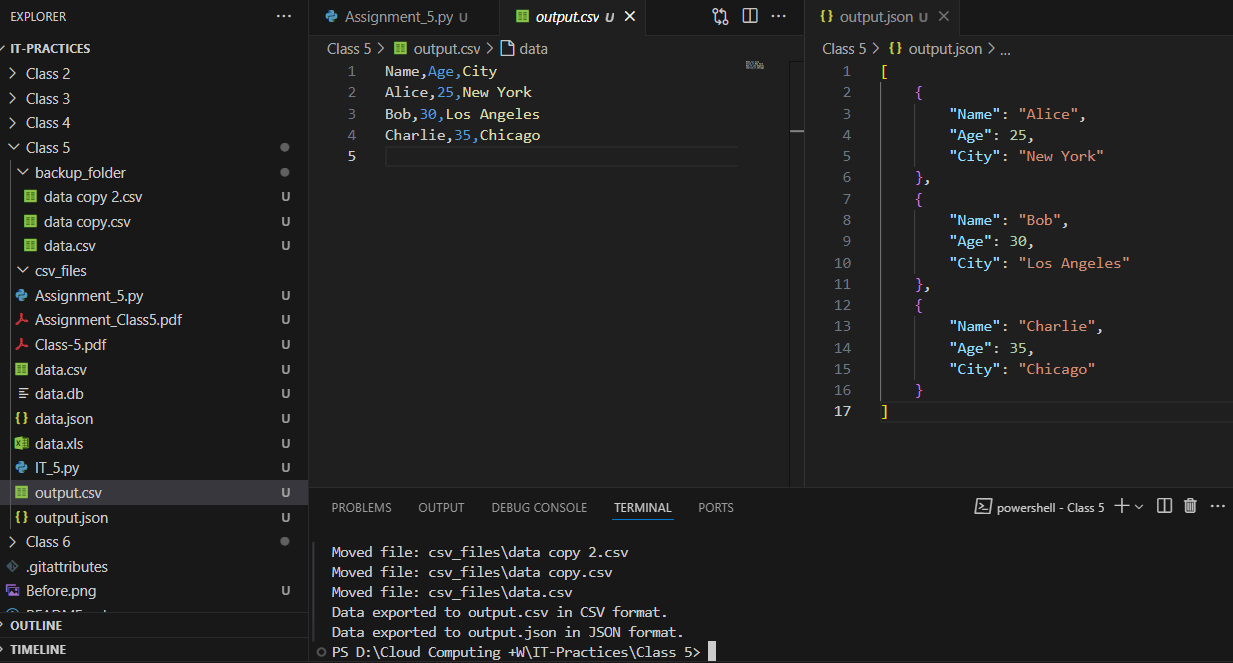 EXPLORER
IT-PRACTICES
Class 2
Class 3
Class 4
Class 5
backup_folder
data copy 2.csv U
data copy.csv U
data.csv U
csv_files
Assignment_5.py U
Assignment_Class5.pdf U
Class-5.pdf U
data.csv U
data.db U
data.json U
data.xls U
IT_5.py U
output.csv U
output.json U
Class 6
.gitattributes
Before.png U
OUTLINE
TIMELINE
Assignment_5.py U output.csv U
Class 5 > output.csv > data
1 Name,Age,City
2 Alice,25,New York
3 Bob,30,Los Angeles
4 Charlie,35,Chicago
5
output.json U
Class 5 > {} output.json > ...
1 [
2 {
3 "Name": "Alice",
4 "Age": 25,
5 "City": "New York"
6 },
7 {
8 "Name": "Bob",
9 "Age": 30,
10 "City": "Los Angeles"
11 },
12 {
13 "Name": "Charlie",
14 "Age": 35,
15 "City": "Chicago"
16 }
17 ]
PROBLEMS OUTPUT DEBUG CONSOLE TERMINAL PORTS
powershell - Class 5
Moved file: csv_files\data copy 2.csv
Moved file: csv_files\data copy.csv
Moved file: csv_files\data.csv
Data exported to output.csv in CSV format.
Data exported to output.json in JSON format.
PS D:\Cloud Computing +W\IT-Practices\Class 5>